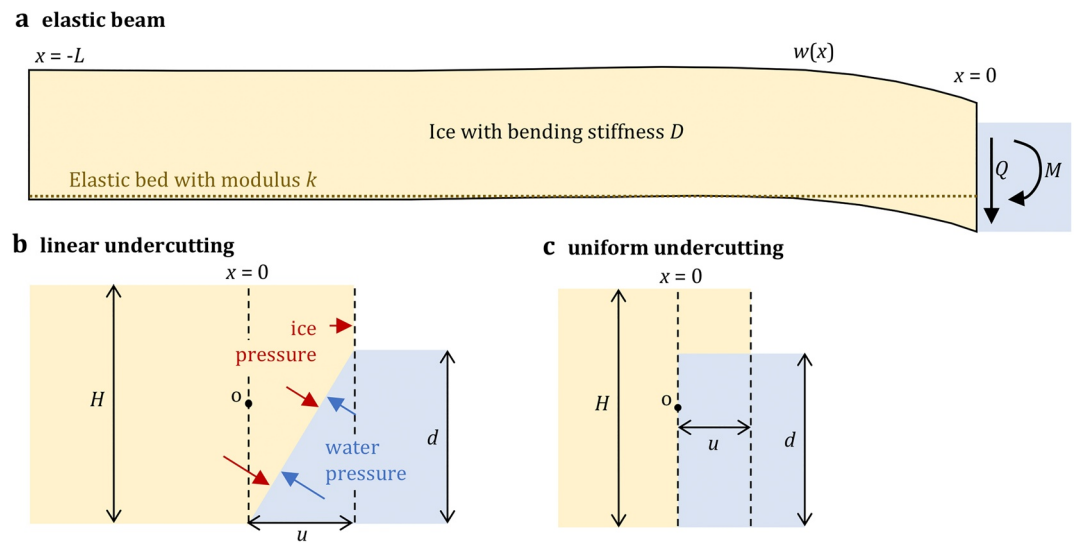 a elastic beam
x = -L
w(x)
x = 0
Ice with bending stiffness D
Elastic bed with modulus k
Q
M
b linear undercutting
x = 0
ice
pressure
H
o
water
pressure
d
u
c uniform undercutting
x = 0
H
o
u
d